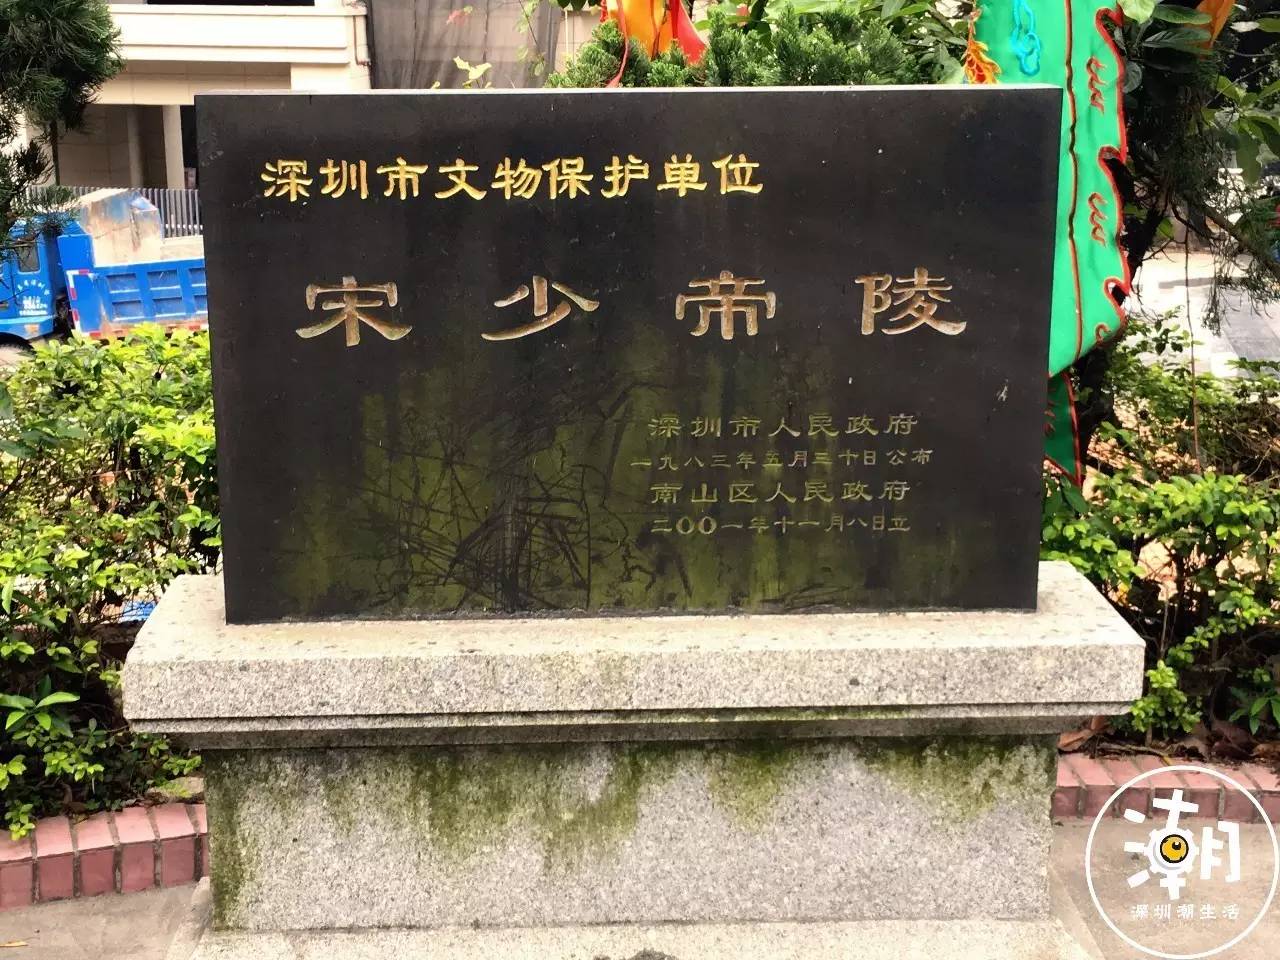 深圳市文物保护单位
宋少帝陵
深圳市人民政府
一九八三年五月三十日公布
南山区人民政府
二〇〇一年十一月八日立
潮
深圳潮生活